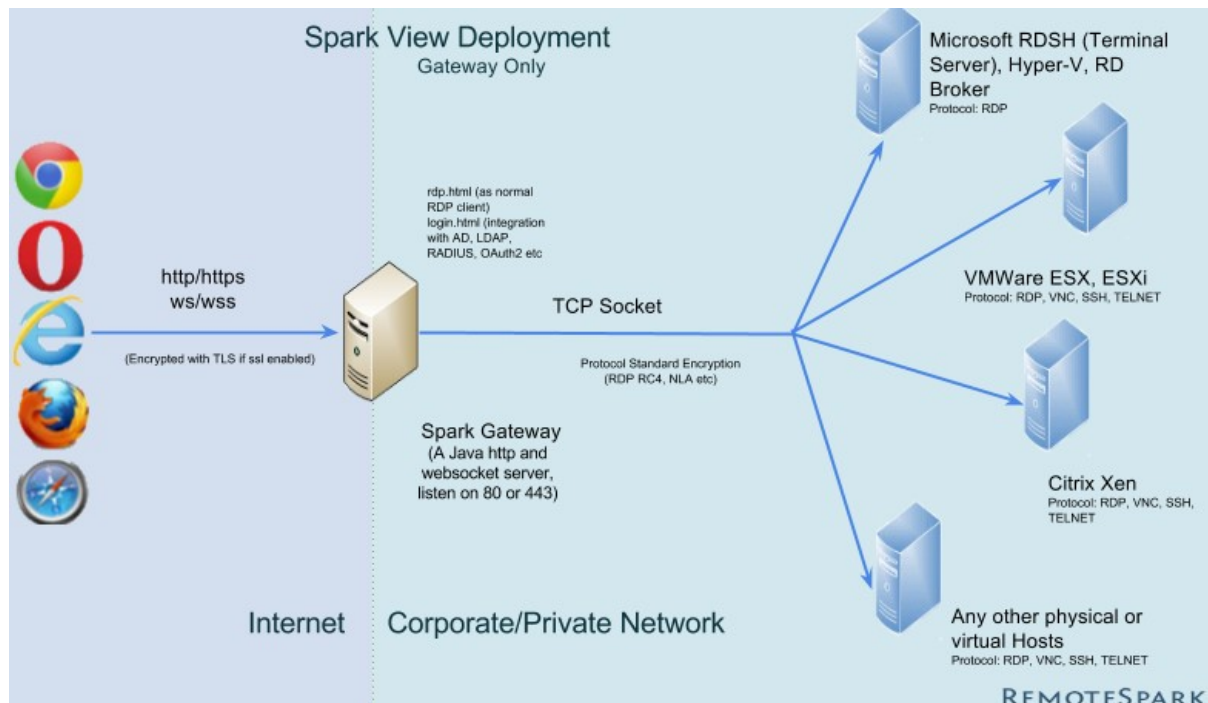 Spark View Deployment
Gateway Only
Microsoft RDSH (Terminal
Server), Hyper-V, RD
Broker
Protocol: RDP
rdp.html (as normal
RDP client)
login.html (integration
with AD, LDAP,
RADIUS, OAuth2 etc
http/https
ws/wss
(Encrypted with TLS if ssl enabled)
TCP Socket
Protocol Standard Encryption
(RDP RC4, NLA etc)
VMWare ESX, ESXi
Protocol: RDP, VNC, SSH, TELNET
Spark Gateway
(A Java http and
websocket server,
listen on 80 or 443)
Citrix Xen
Protocol: RDP, VNC, SSH,
TELNET
Internet
Corporate/Private Network
Any other physical or
virtual Hosts
Protocol: RDP, VNC, SSH, TELNET
REMOTESPARK